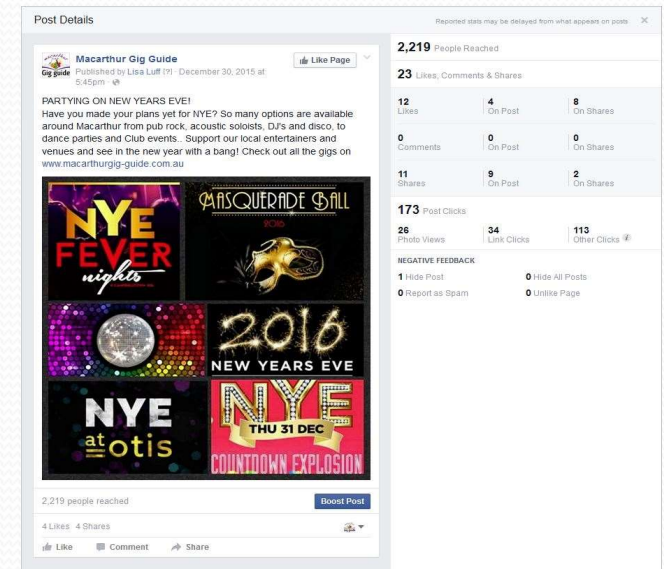 Post Details
Reported stats may be delayed from what appears on posts
Gig guide
Macarthur Gig Guide
Published by Lisa Luff [?] · December 30, 2015 at
5:45pm ·
Like Page
PARTYING ON NEW YEARS EVE!
Have you made your plans yet for NYE? So many options are available
around Macarthur from pub rock, acoustic soloists, DJ's and disco, to
dance parties and Club events.. Support our local entertainers and
venues and see in the new year with a bang! Check out all the gigs on
www.macarthurgig-guide.com.au
NYE
FEVER
nights
MASQUERADE BALL
2016
2016
NEW YEARS EVE
NYE
at otis
NYE
THU 31 DEC
COUNTDOWN EXPLOSION
2,219 people reached
Boost Post
4 Likes 4 Shares
Like Comment Share
2,219 People Reached
23 Likes, Comments & Shares
12 4 8
Likes On Post On Shares
0 0 0
Comments On Post On Shares
11 9 2
Shares On Post On Shares
173 Post Clicks
26 34 113
Photo Views Link Clicks Other Clicks
NEGATIVE FEEDBACK
1 Hide Post 0 Hide All Posts
0 Report as Spam 0 Unlike Page